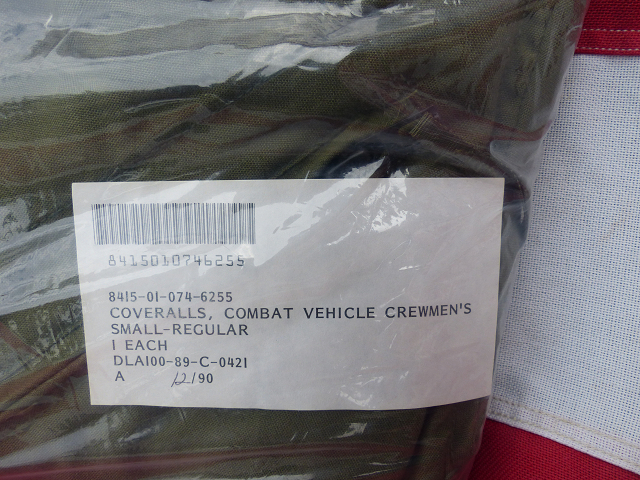 8415010746255
8415-01-074-6255
COVERALLS, COMBAT VEHICLE CREWMEN'S
SMALL-REGULAR
1 EACH
DLA100-89-C-0421
A 12/90